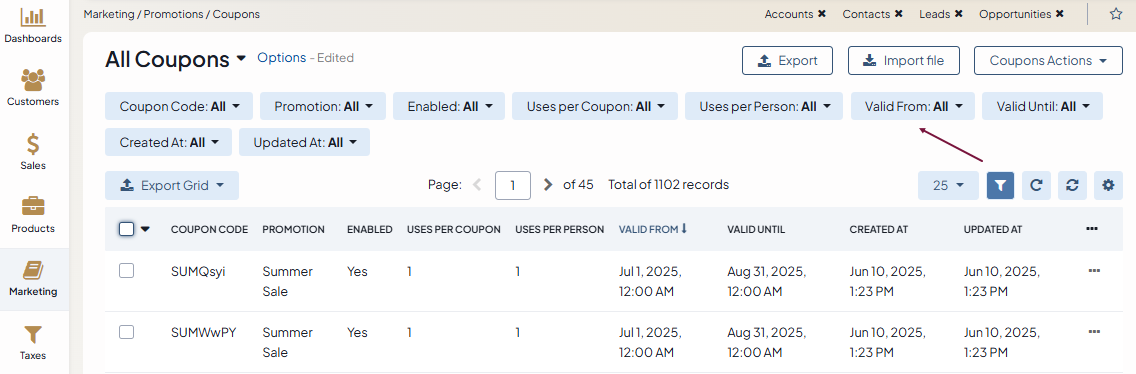 Marketing / Promotions / Coupons
Accounts ✖ Contacts ✖ Leads ✖ Opportunities ✖
Dashboards
Customers
Sales
Products
Marketing
Taxes
All Coupons Options - Edited
Export Import file Coupons Actions
Coupon Code: All Promotion: All Enabled: All Uses per Coupon: All Uses per Person: All Valid From: All Valid Until: All
Created At: All Updated At: All
Export Grid Page: 1 of 45 Total of 1102 records 25
COUPON CODE PROMOTION ENABLED USES PER COUPON USES PER PERSON VALID FROM VALID UNTIL CREATED AT UPDATED AT
SUMQsyi Summer Yes 1 1 Jul 1, 2025, Aug 31, 2025, Jun 10, 2025, Jun 10, 2025,
Sale 12:00 AM 12:00 AM 1:23 PM 1:23 PM
SUMWwPY Summer Yes 1 1 Jul 1, 2025, Aug 31, 2025, Jun 10, 2025, Jun 10, 2025,
Sale 12:00 AM 12:00 AM 1:23 PM 1:23 PM